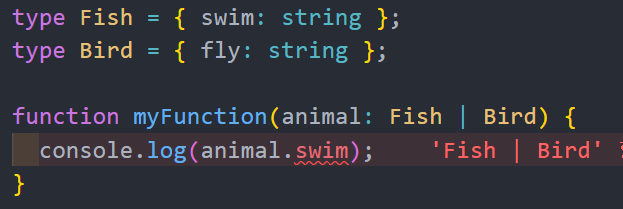 type Fish = { swim: string };
type Bird = { fly: string };
function myFunction(animal: Fish | Bird) {
console.log(animal.swim); 'Fish | Bird'
}